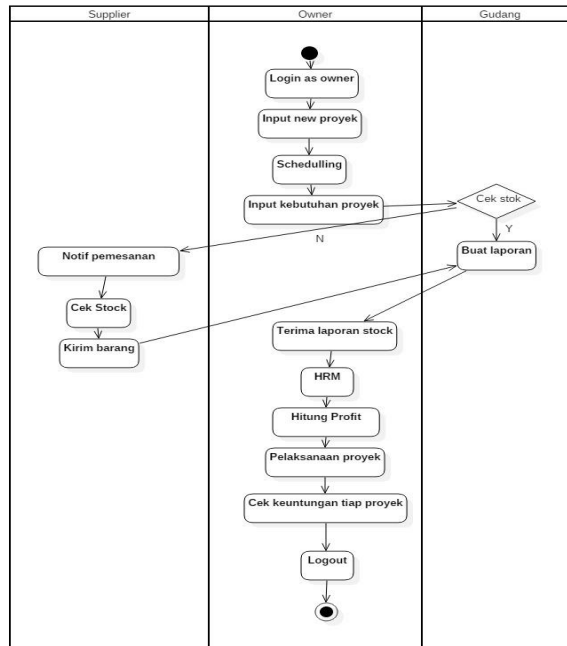 Supplier
Owner
Gudang
Login as owner
Input new proyek
Schedulling
Input kebutuhan proyek
Cek stok
N
Y
Notif pemesanan
Buat laporan
Cek Stock
Kirim barang
Terima laporan stock
HRM
Hitung Profit
Pelaksanaan proyek
Cek keuntungan tiap proyek
Logout